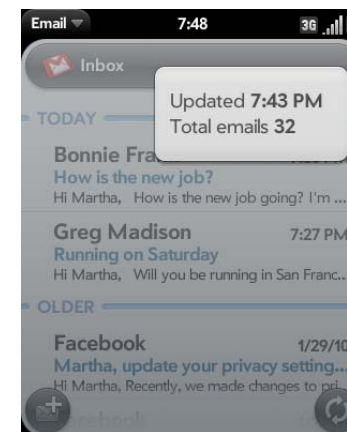 Email 7:48 3G
Inbox
Updated 7:43 PM
Total emails 32
TODAY
Bonnie Fra
How is the new job?
Hi Martha, How is the new job going? I'm ...
Greg Madison 7:27 PM
Running on Saturday
Hi Martha, Will you be running in San Franc...
OLDER
Facebook 1/29/10
Martha, update your privacy setting...
Hi Martha, Recently, we made changes to pri...
Facebook